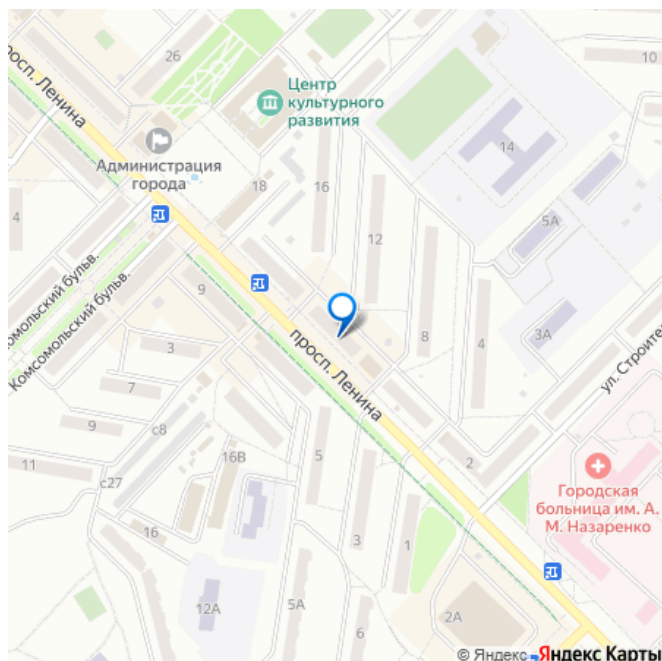 26
10
просп. Ленина
Центр
культурного
развития
14
Администрация
города
18
16
12
5А
4
омольский бульв.
Комсомольский бульв.
9
просп. Ленина
8
4
3А
ул. Строите
3
7
9
с8
11
с27
16В
5
2
Городская
больница им. А.
М. Назаренко
16
3
1
12А
5А
6
2А
© Яндекс
Яндекс Карты